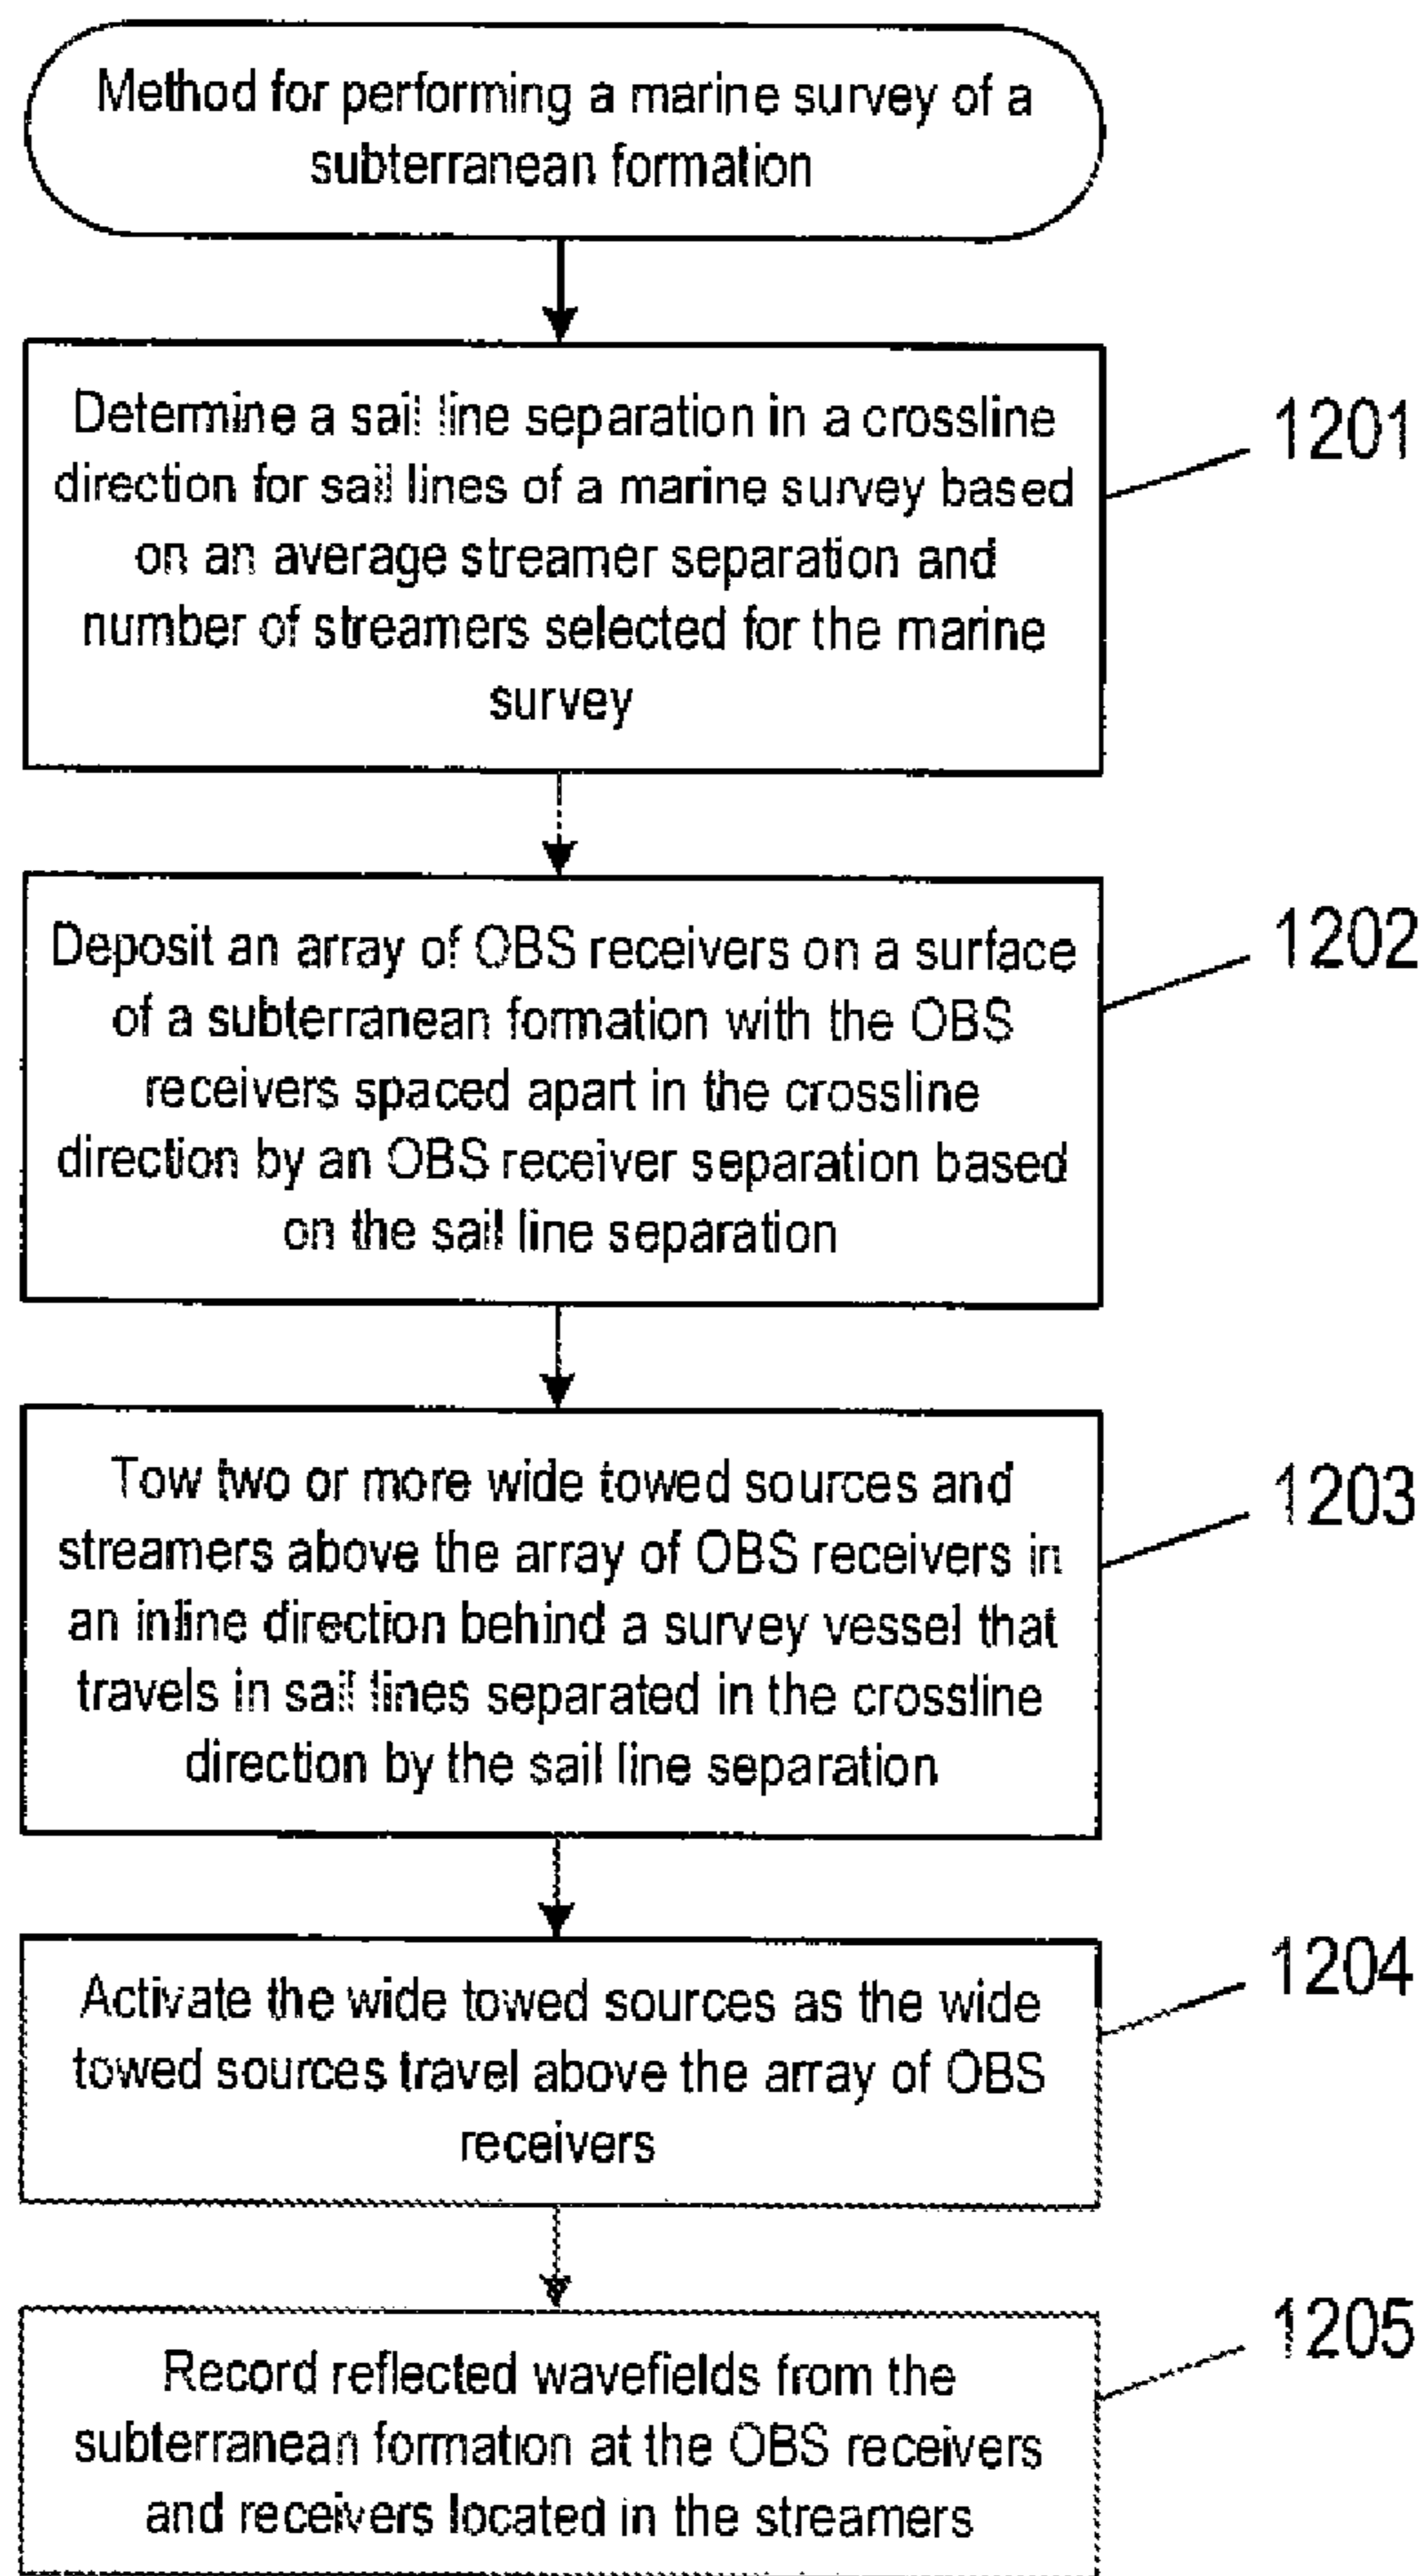 Method for performing a marine survey of a
subterranean formation
Determine a sail line separation in a crossline
direction for sail lines of a marine survey based
on an average streamer separation and
number of streamers selected for the marine
survey
1201
Deposit an array of OBS receivers on a surface
of a subterranean formation with the OBS
receivers spaced apart in the crossline
direction by an OBS receiver separation based
on the sail line separation
1202
Tow two or more wide towed sources and
streamers above the array of OBS receivers in
an inline direction behind a survey vessel that
travels in sail lines separated in the crossline
direction by the sail line separation
1203
Activate the wide towed sources as the wide
towed sources travel above the array of OBS
receivers
1204
Record reflected wavefields from the
subterranean formation at the OBS receivers
and receivers located in the streamers
1205